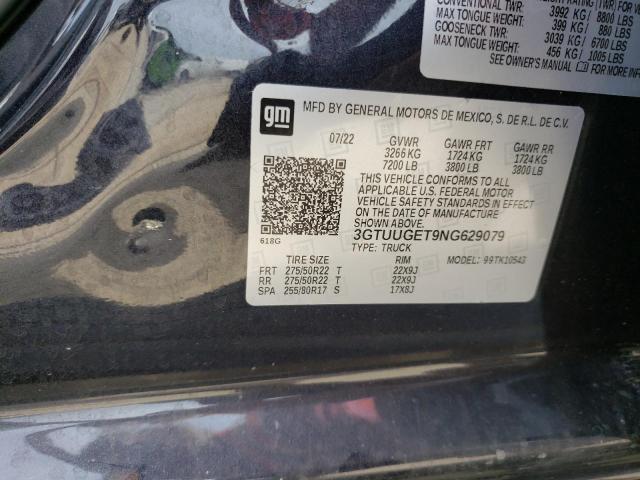 CONVENTIONAL TWR: 3992 KG / 8800 LBS
MAX TONGUE WEIGHT: 399 KG / 880 LBS
GOOSENECK TWR: 3039 KG / 6700 LBS
MAX TONGUE WEIGHT: 456 KG / 1005 LBS
SEE OWNER'S MANUAL FOR MORE INFO
gm
MFD BY GENERAL MOTORS DE MEXICO, S. DE R.L. DE C.V.
07/22 GVWR GAWR FRT GAWR RR
3266 KG 1724 KG 1724 KG
7200 LB 3800 LB 3800 LB
THIS VEHICLE CONFORMS TO ALL
APPLICABLE U.S. FEDERAL MOTOR
VEHICLE SAFETY STANDARDS IN EFFECT ON
THE DATE OF MANUFACTURE SHOWN ABOVE.
3GTUUGET9NG629079
618G TYPE: TRUCK MODEL: 99TK10543
TIRE SIZE RIM
FRT 275/50R22 T 22X9J
RR 275/50R22 T 22X9J
SPA 255/80R17 S 17X8J